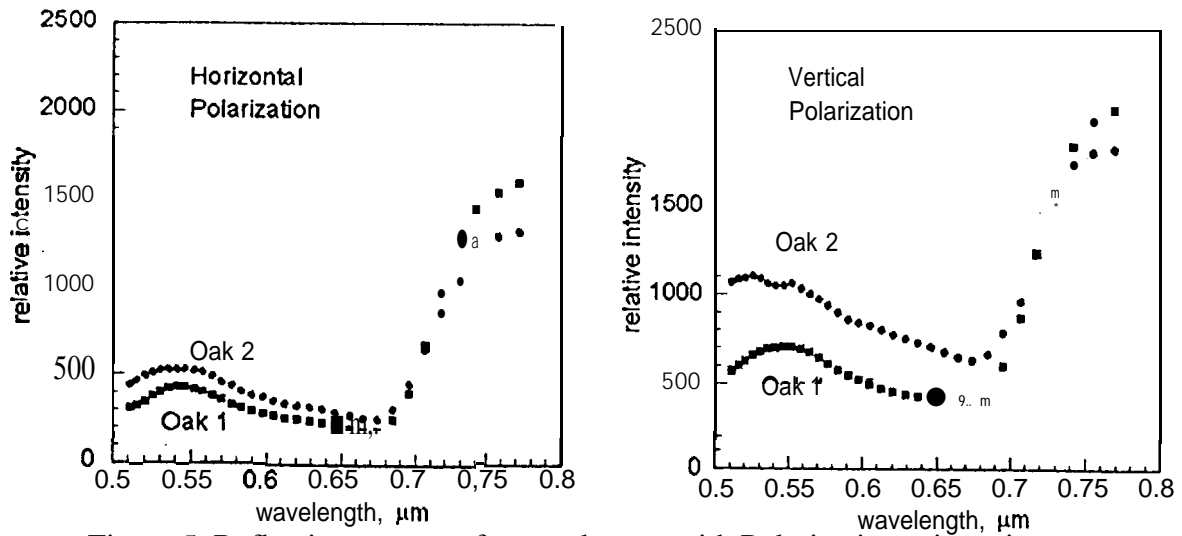 2500
2000
1500
1000
500
0
relative intensity
Horizontal
Polarization
a
Oak 2
Oak 1
0.5 0.55 0.6 0.65 0.7 0,75 0.8
wavelength, μm
2500
1500
1000
500
0
relative intensity
Vertical
Polarization
m
Oak 2
Oak 1
9.. m
0.5 0.55 0.6 0.65 0.7 0.75 0.8
wavelength, μm